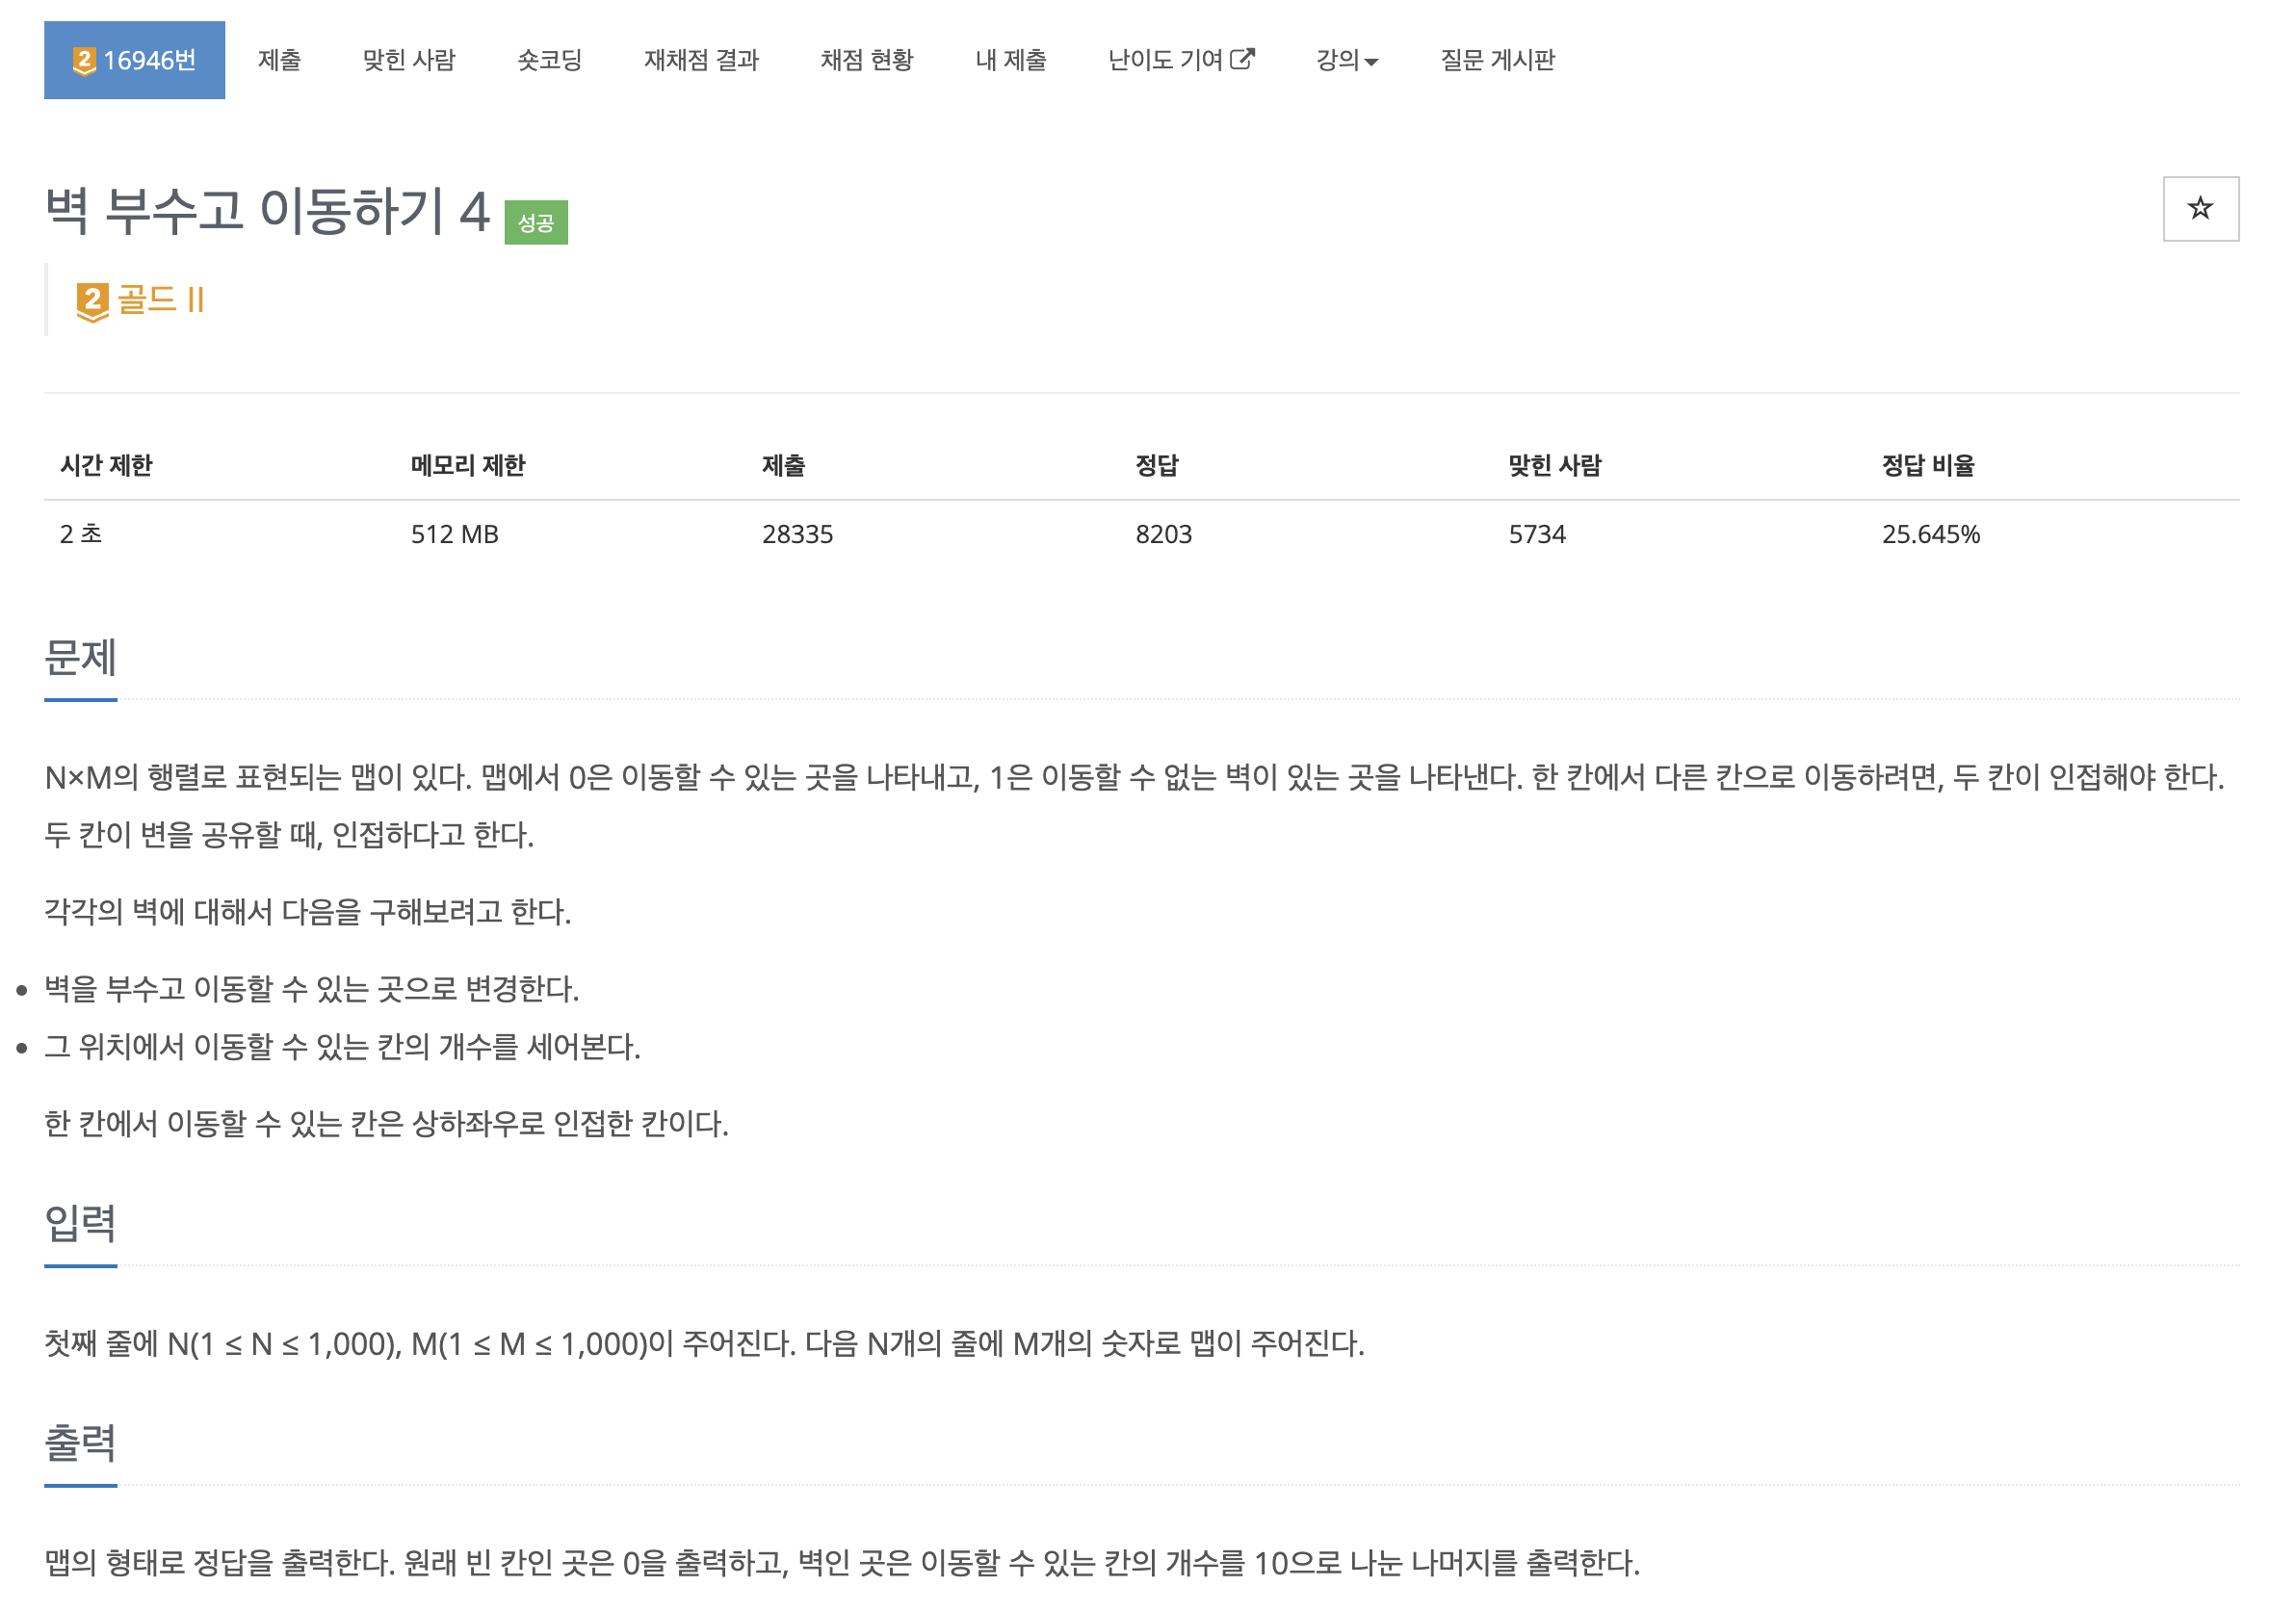 2 16946번 제출 맞힌 사람 숏코딩 재채점 결과 채점 현황 내 제출 난이도 기여 강의 질문 게시판
벽 부수고 이동하기 4 성공
2 골드 II
시간 제한 메모리 제한 제출 정답 맞힌 사람 정답 비율
2 초 512 MB 28335 8203 5734 25.645%
문제
N×M의 행렬로 표현되는 맵이 있다. 맵에서 0은 이동할 수 있는 곳을 나타내고, 1은 이동할 수 없는 벽이 있는 곳을 나타낸다. 한 칸에서 다른 칸으로 이동하려면, 두 칸이 인접해야 한다.
두 칸이 변을 공유할 때, 인접하다고 한다.
각각의 벽에 대해서 다음을 구해보려고 한다.
• 벽을 부수고 이동할 수 있는 곳으로 변경한다.
• 그 위치에서 이동할 수 있는 칸의 개수를 세어본다.
한 칸에서 이동할 수 있는 칸은 상하좌우로 인접한 칸이다.
입력
첫째 줄에 N(1 ≤ N ≤ 1,000), M(1 ≤ M ≤ 1,000)이 주어진다. 다음 N개의 줄에 M개의 숫자로 맵이 주어진다.
출력
맵의 형태로 정답을 출력한다. 원래 빈 칸인 곳은 0을 출력하고, 벽인 곳은 이동할 수 있는 칸의 개수를 10으로 나눈 나머지를 출력한다.